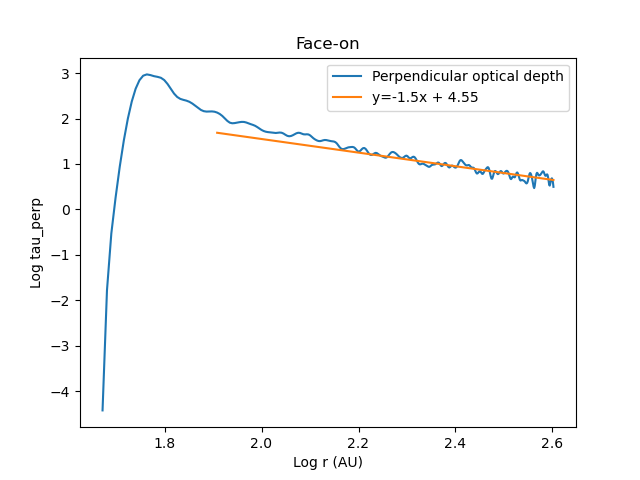 Face-on
Perpendicular optical depth
y=-1.5x + 4.55
Log tau_perp
3
2
1
0
−1
−2
−3
−4
1.8 2.0 2.2 2.4 2.6
Log r (AU)